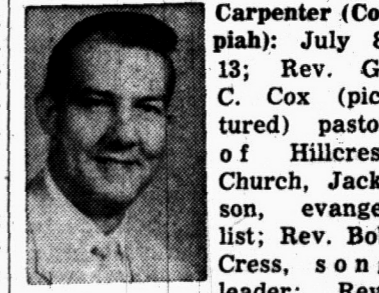 Carpenter (Co
piah): July 8
13; Rev. G
C. Cox (pic
tured) pasto
of Hillcres
Church, Jack
son, evange
list; Rev. Bo
Cress, song
leader; Rev